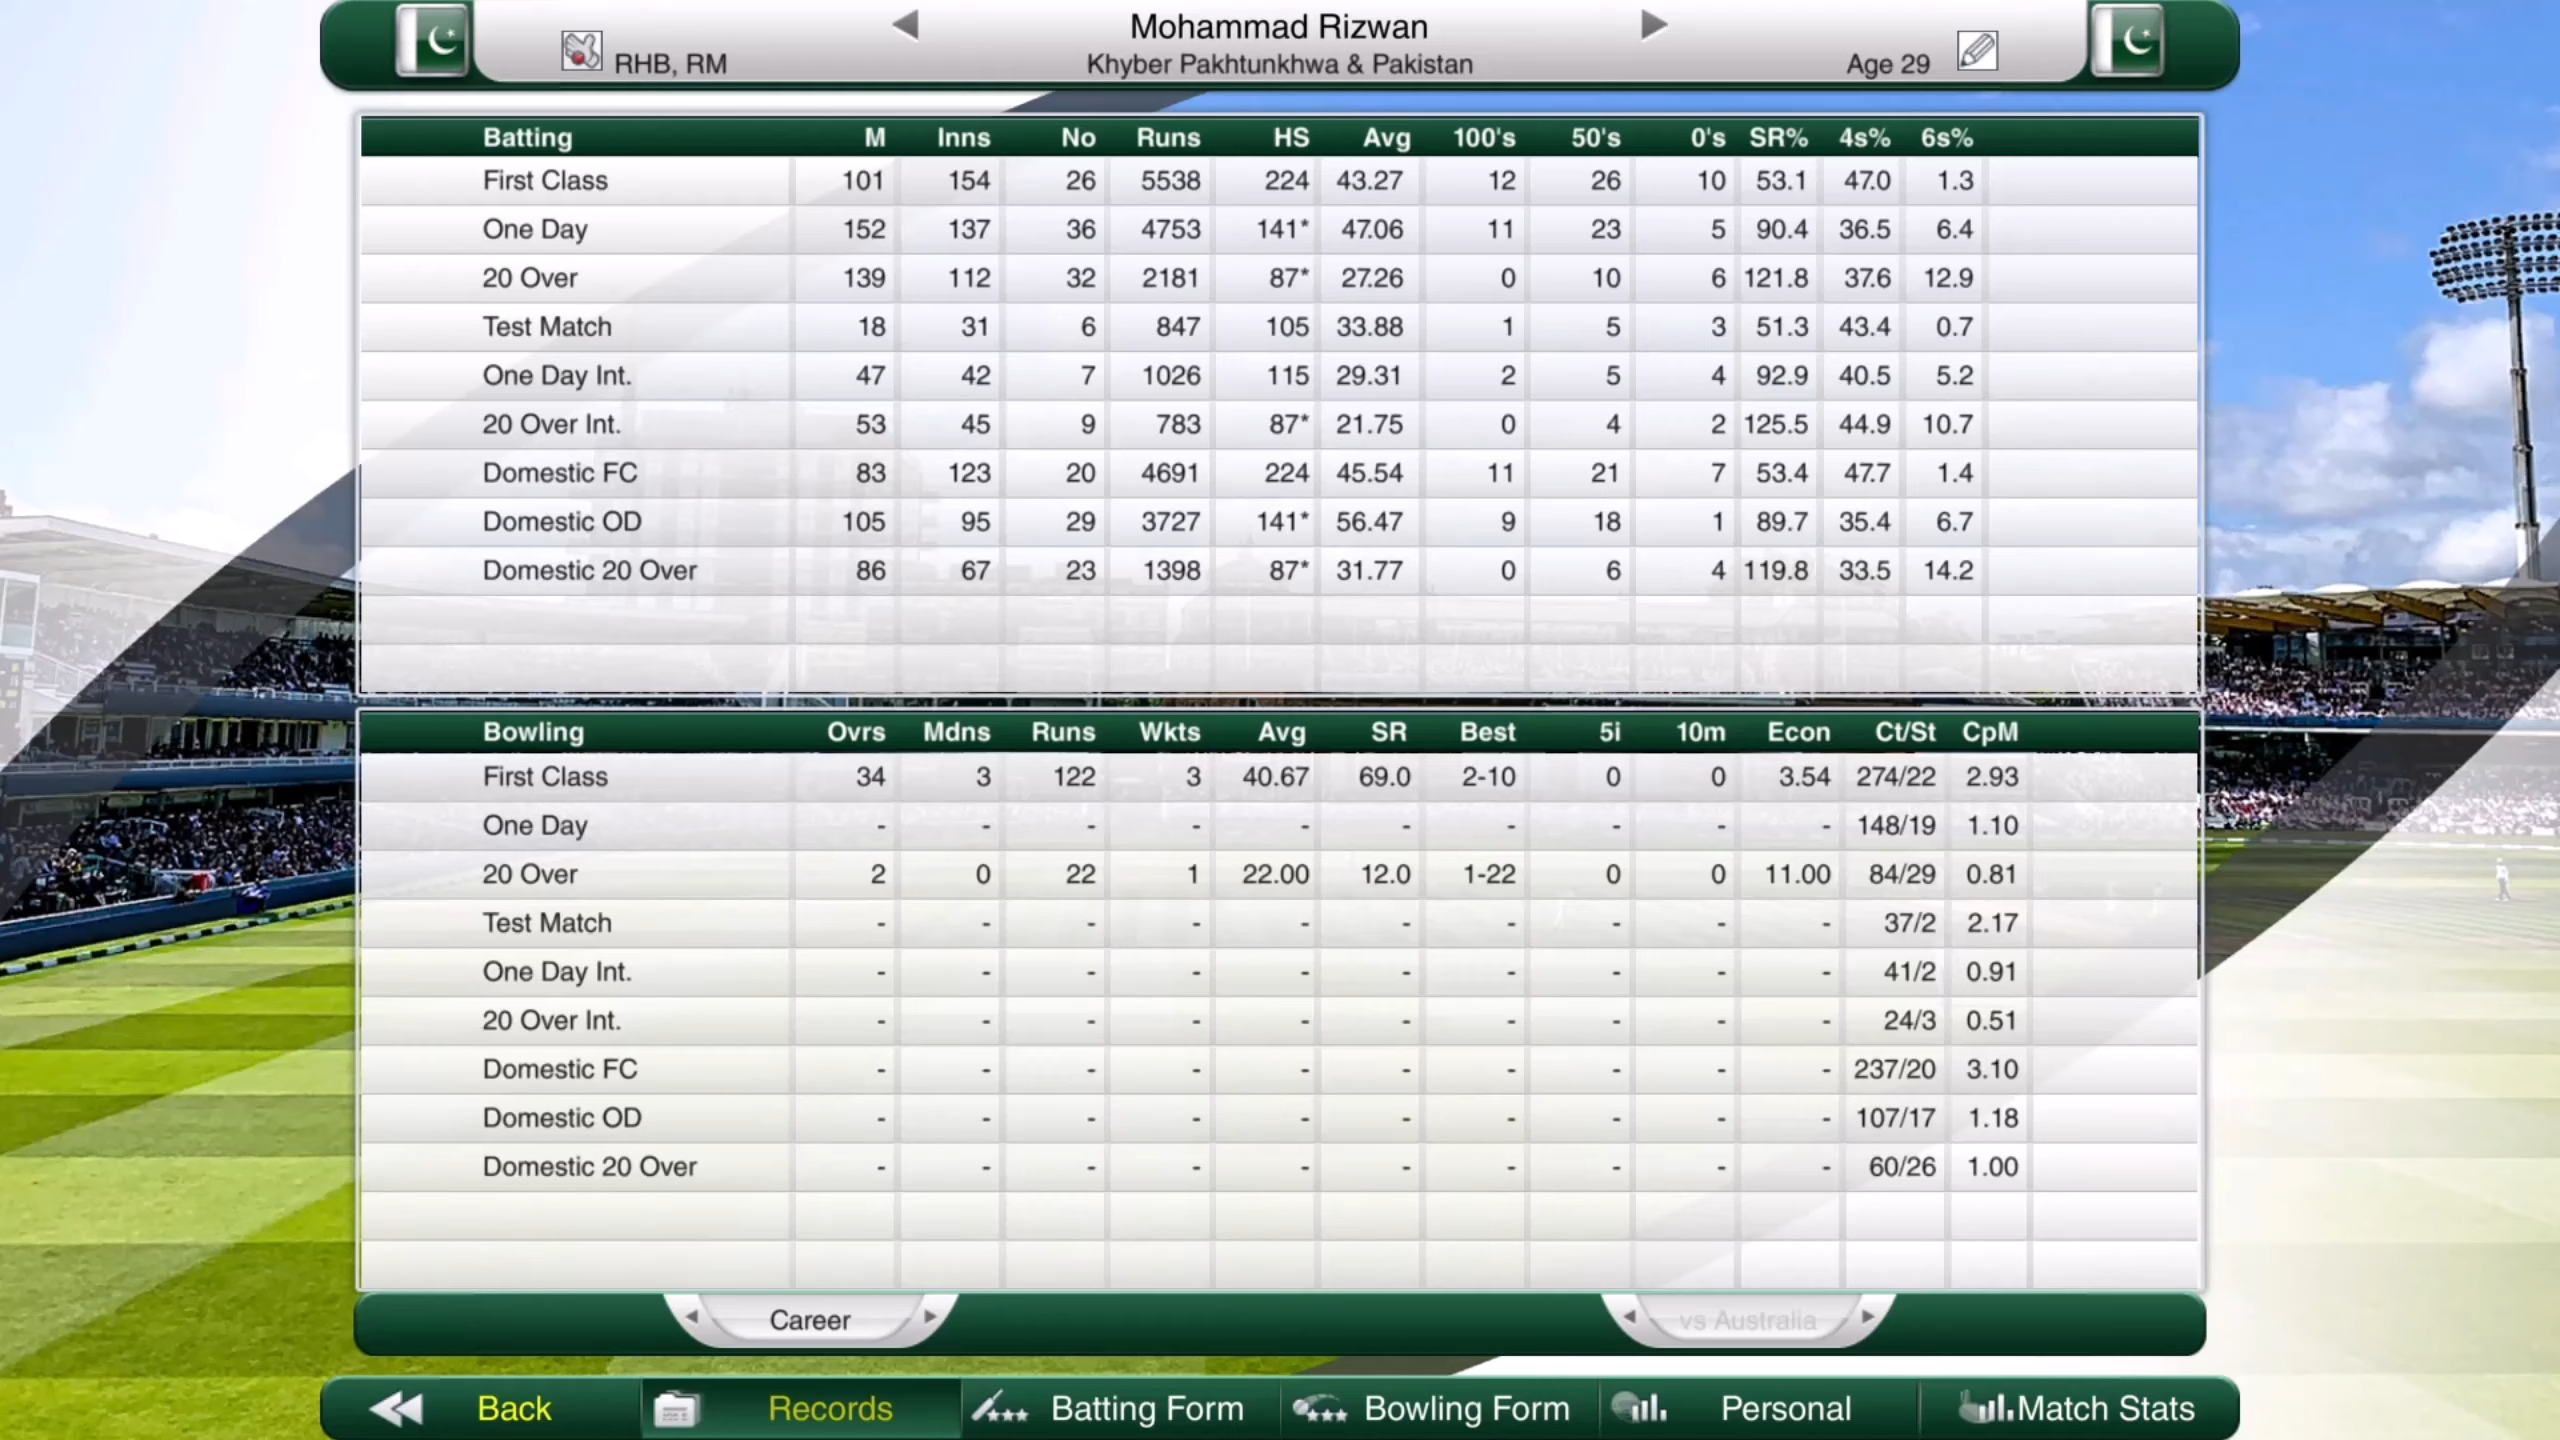 Mohammad Rizwan
RHB, RM
Khyber Pakhtunkhwa & Pakistan
Age 29
Batting M Inns No Runs HS Avg 100's 50's 0's SR% 4s% 6s%
First Class 101 154 26 5538 224 43.27 12 26 10 53.1 47.0 1.3
One Day 152 137 36 4753 141* 47.06 11 23 5 90.4 36.5 6.4
20 Over 139 112 32 2181 87* 27.26 0 10 6 121.8 37.6 12.9
Test Match 18 31 6 847 105 33.88 1 5 3 51.3 43.4 0.7
One Day Int. 47 42 7 1026 115 29.31 2 5 4 92.9 40.5 5.2
20 Over Int. 53 45 9 783 87* 21.75 0 4 2 125.5 44.9 10.7
Domestic FC 83 123 20 4691 224 45.54 11 21 7 53.4 47.7 1.4
Domestic OD 105 95 29 3727 141* 56.47 9 18 1 89.7 35.4 6.7
Domestic 20 Over 86 67 23 1398 87* 31.77 0 6 4 119.8 33.5 14.2
Bowling Ovrs Mdns Runs Wkts Avg SR Best 5i 10m Econ Ct/St CpM
First Class 34 3 122 3 40.67 69.0 2-10 0 0 3.54 274/22 2.93
One Day - - - - - - - - - - 148/19 1.10
20 Over 2 0 22 1 22.00 12.0 1-22 0 0 11.00 84/29 0.81
Test Match - - - - - - - - - - 37/2 2.17
One Day Int. - - - - - - - - - - 41/2 0.91
20 Over Int. - - - - - - - - - - 24/3 0.51
Domestic FC - - - - - - - - - - 237/20 3.10
Domestic OD - - - - - - - - - - 107/17 1.18
Domestic 20 Over - - - - - - - - - - 60/26 1.00
Career vs Australia
Back Records Batting Form Bowling Form Personal Match Stats